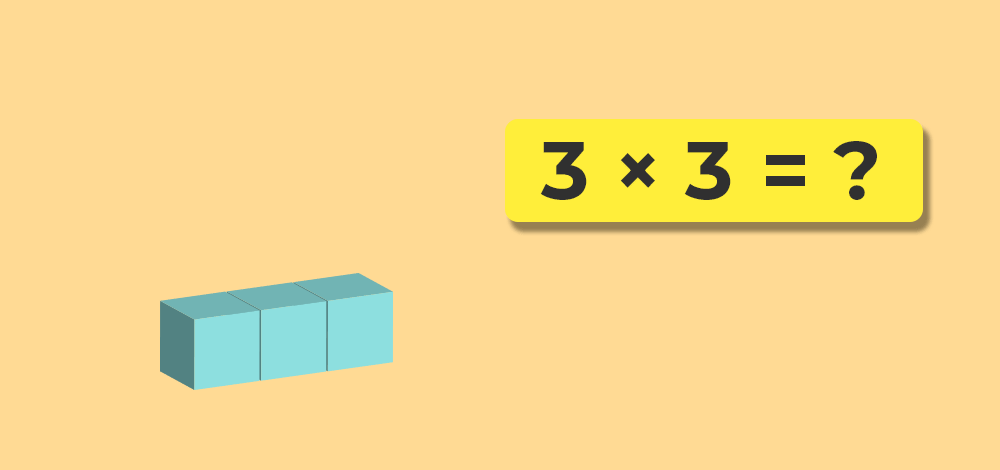 3 × 3 = ?